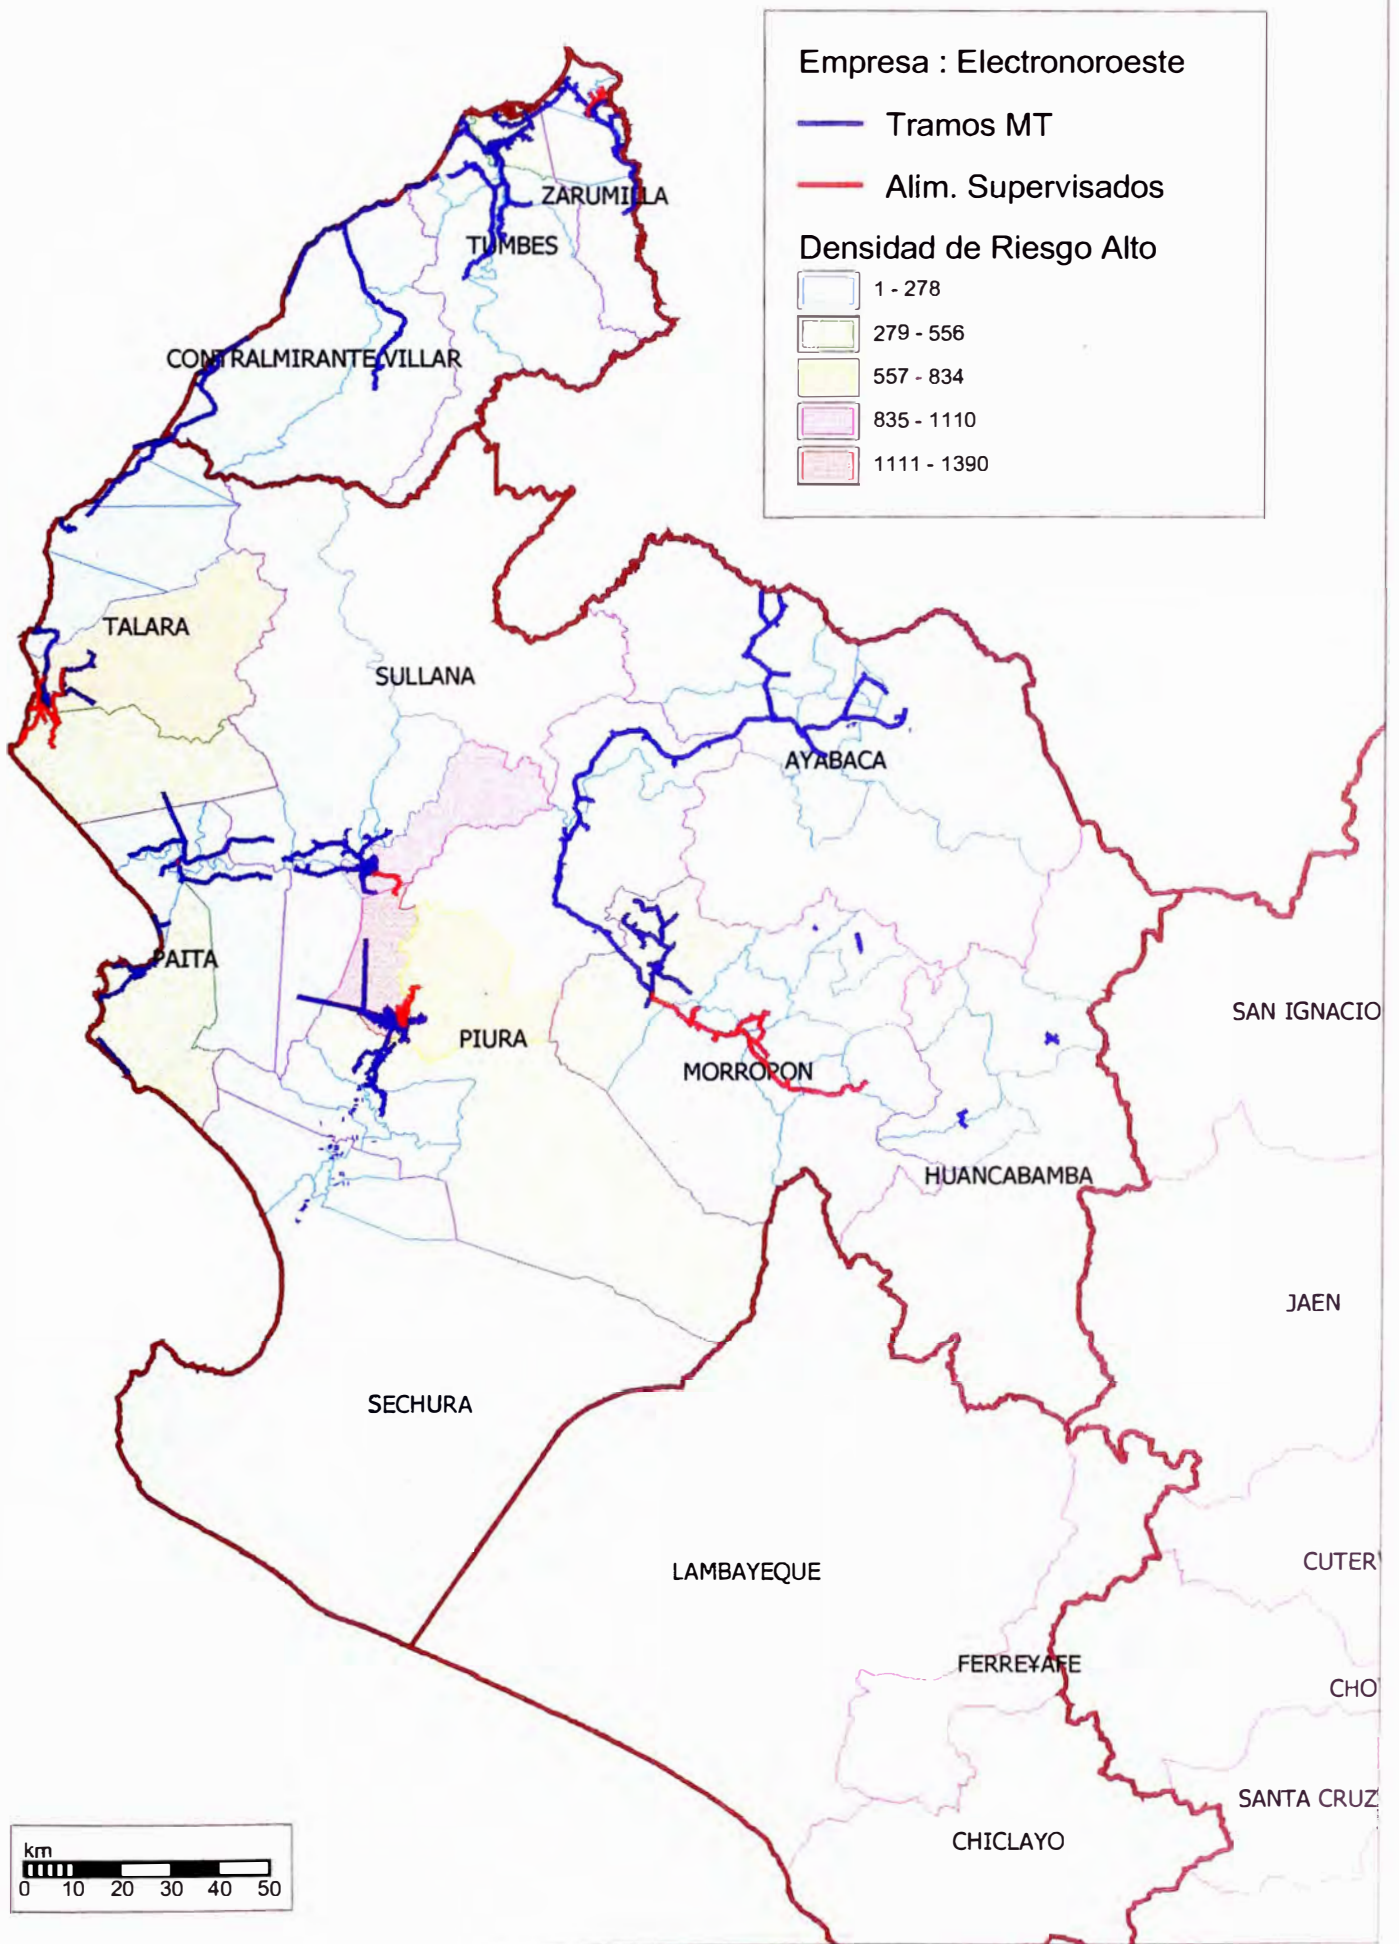 Empresa : Electronoroeste
Tramos MT
Alim. Supervisados
Densidad de Riesgo Alto
1 - 278
279 - 556
557 - 834
835 - 1110
1111 - 1390
ZARUMILLA
TUMBES
CONTRALMIRANTE VILLAR
TALARA
SULLANA
AYABACA
PAITA
PIURA
SAN IGNACIO
MORROPON
HUANCABAMBA
JAEN
SECHURA
LAMBAYEQUE
CUTER
FERRE¥AFE
CHO
SANTA CRUZ
CHICLAYO
km
0 10 20 30 40 50